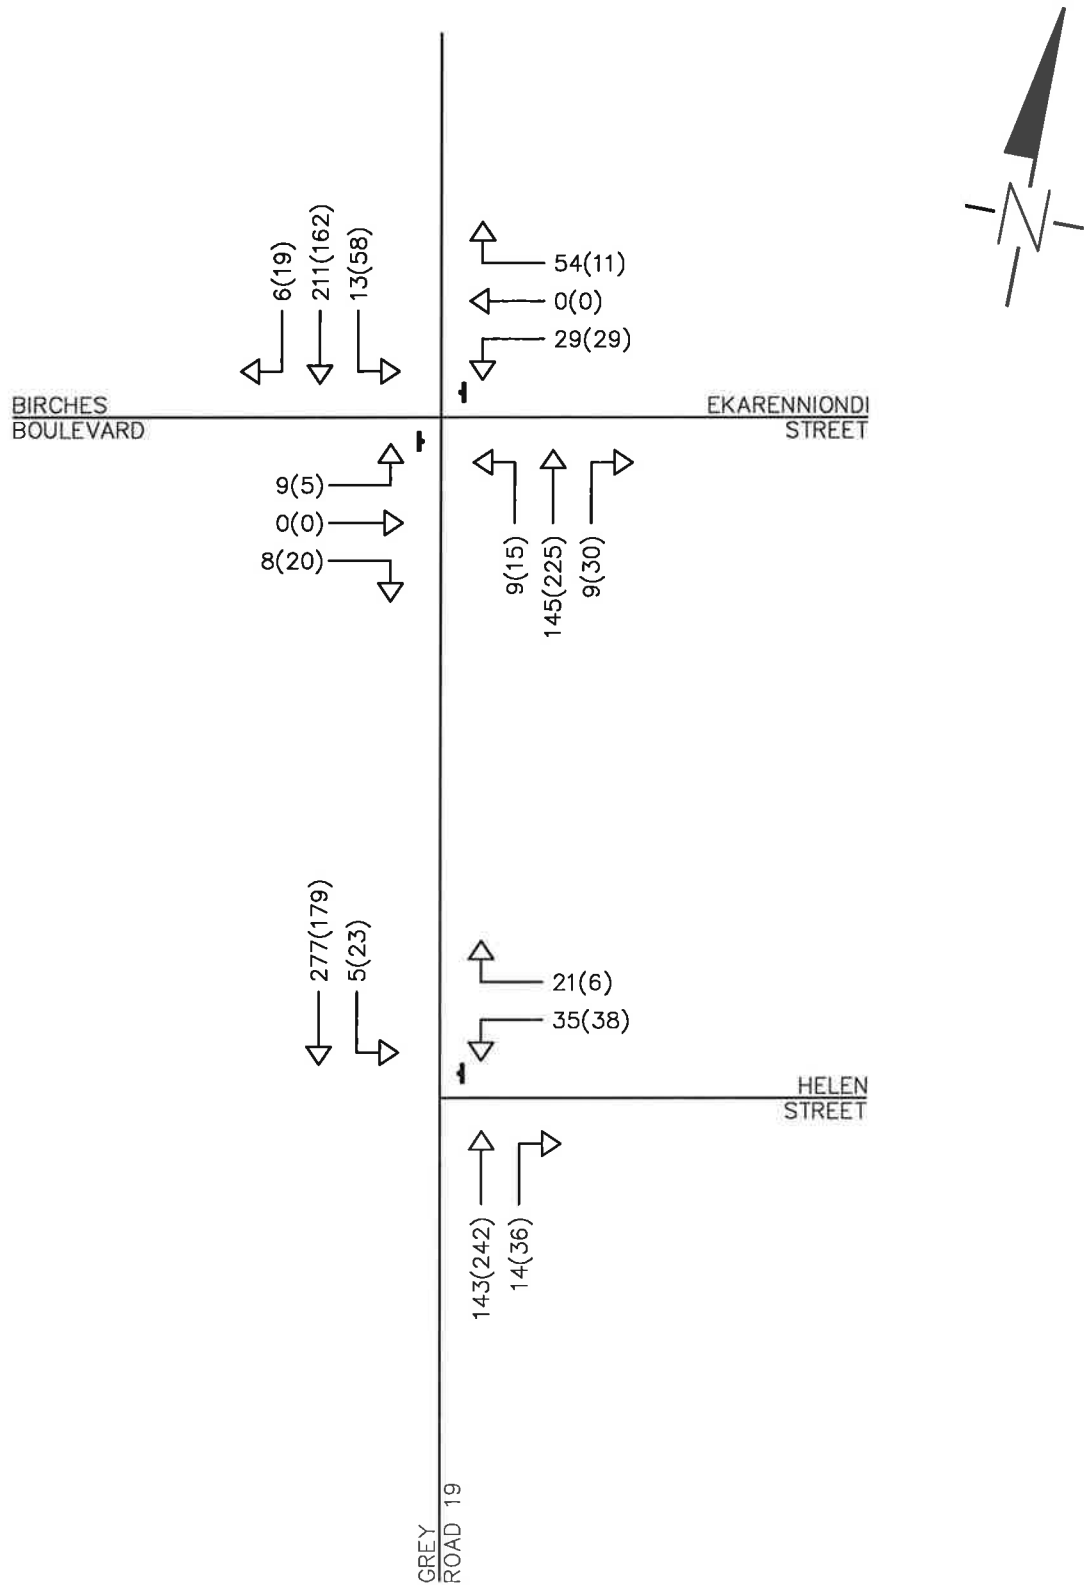 N
6(19)
211(162)
13(58)
54(11)
0(0)
29(29)
BIRCHES
BOULEVARD
EKARENNIONDI
STREET
9(5)
0(0)
8(20)
9(15)
145(225)
9(30)
277(179)
5(23)
21(6)
35(38)
HELEN
STREET
143(242)
14(36)
GREY
ROAD 19